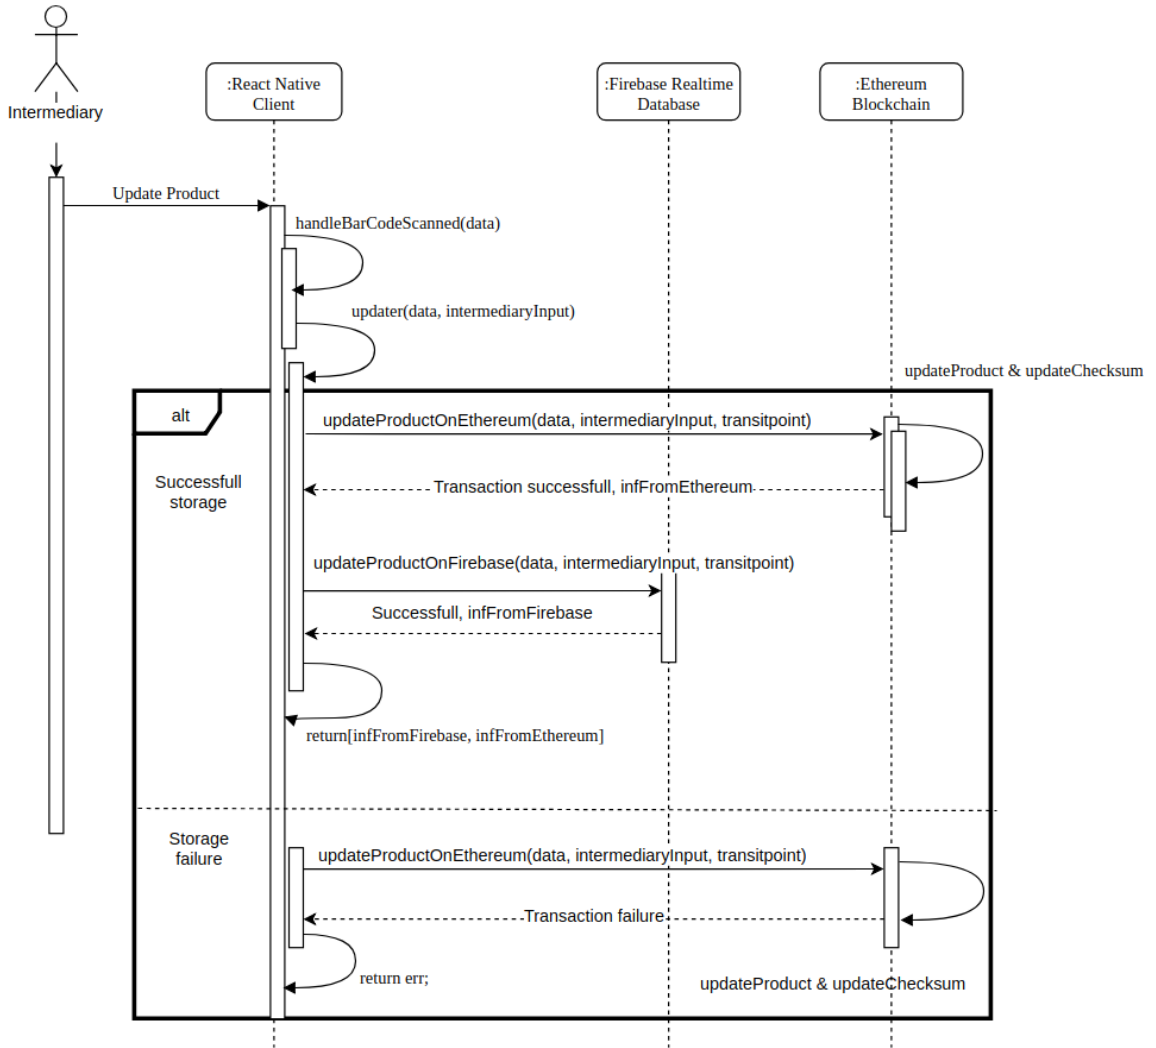 Intermediary
:React Native
Client
:Firebase Realtime
Database
:Ethereum
Blockchain
Update Product
handleBarCodeScanned(data)
updater(data, intermediaryInput)
updateProduct & updateChecksum
alt
updateProductOnEthereum(data, intermediaryInput, transitpoint)
Successfull
storage
Transaction successfull, infFromEthereum
updateProductOnFirebase(data, intermediaryInput, transitpoint)
Successfull, infFromFirebase
return[infFromFirebase, infFromEthereum]
Storage
failure
updateProductOnEthereum(data, intermediaryInput, transitpoint)
Transaction failure
return err;
updateProduct & updateChecksum